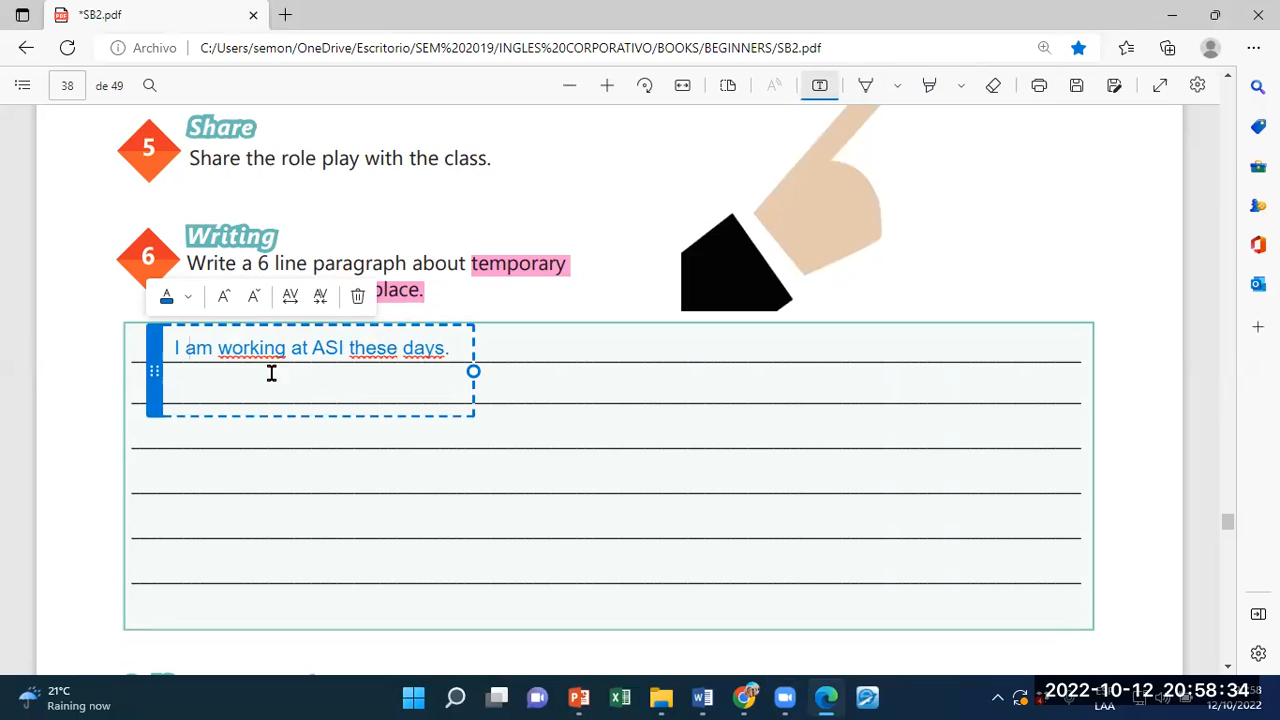 *SB2.pdf
Archivo
C:/Users/semon/OneDrive/Escritorio/SEM%202019/INGLES%20CORPORATIVO/BOOKS/BEGINNERS/SB2.pdf
38 de 49
Share
5
Share the role play with the class.
Writing
6
Write a 6 line paragraph about temporary
place.
I am working at ASI these days.
21°C
Raining now
2022-10-12 20:58:34
LAA
12/10/2022